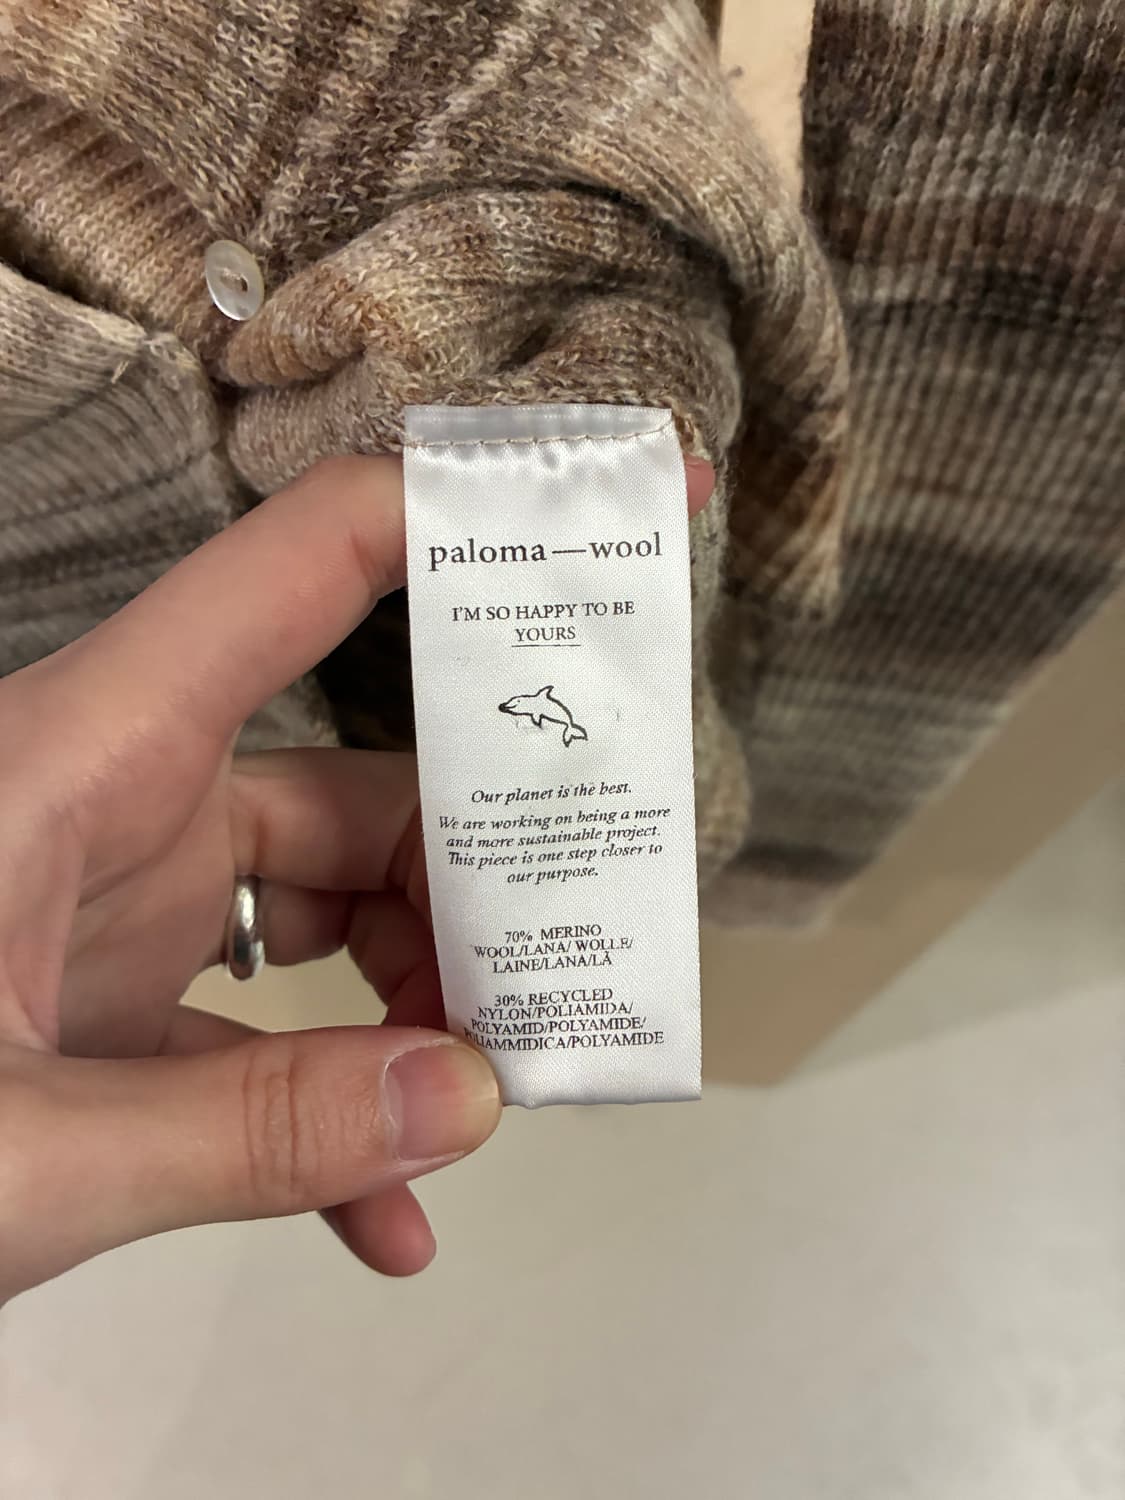 paloma—wool
I'M SO HAPPY TO BE
YOURS
Our planet is the best.
We are working on being a more
and more sustainable project.
This piece is one step closer to
our purpose.
70% MERINO
WOOL/LANA/ WOLLE/
LAINE/LANA/LÃ
30% RECYCLED
NYLON/POLIAMIDA/
POLYAMID/POLYAMIDE/
POLIAMMIDICA/POLYAMIDE